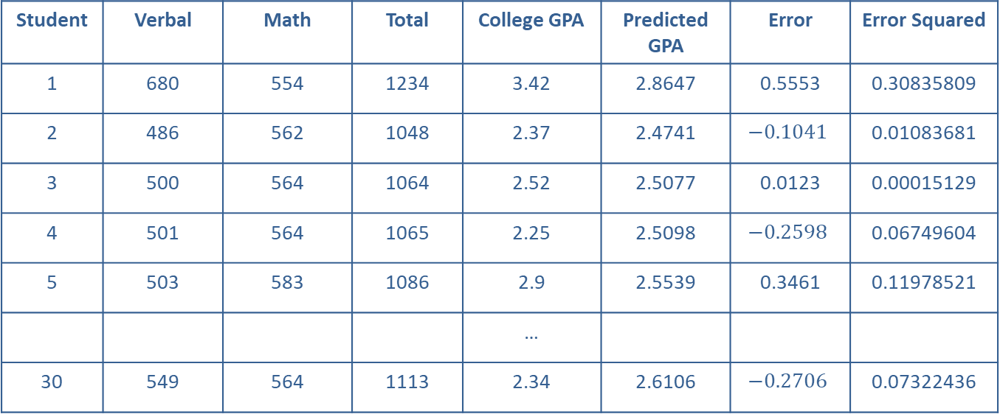 Student Verbal Math Total College GPA Predicted GPA Error Error Squared
1 680 554 1234 3.42 2.8647 0.5553 0.30835809
2 486 562 1048 2.37 2.4741 −0.1041 0.01083681
3 500 564 1064 2.52 2.5077 0.0123 0.00015129
4 501 564 1065 2.25 2.5098 −0.2598 0.06749604
5 503 583 1086 2.9 2.5539 0.3461 0.11978521
...
30 549 564 1113 2.34 2.6106 −0.2706 0.07322436